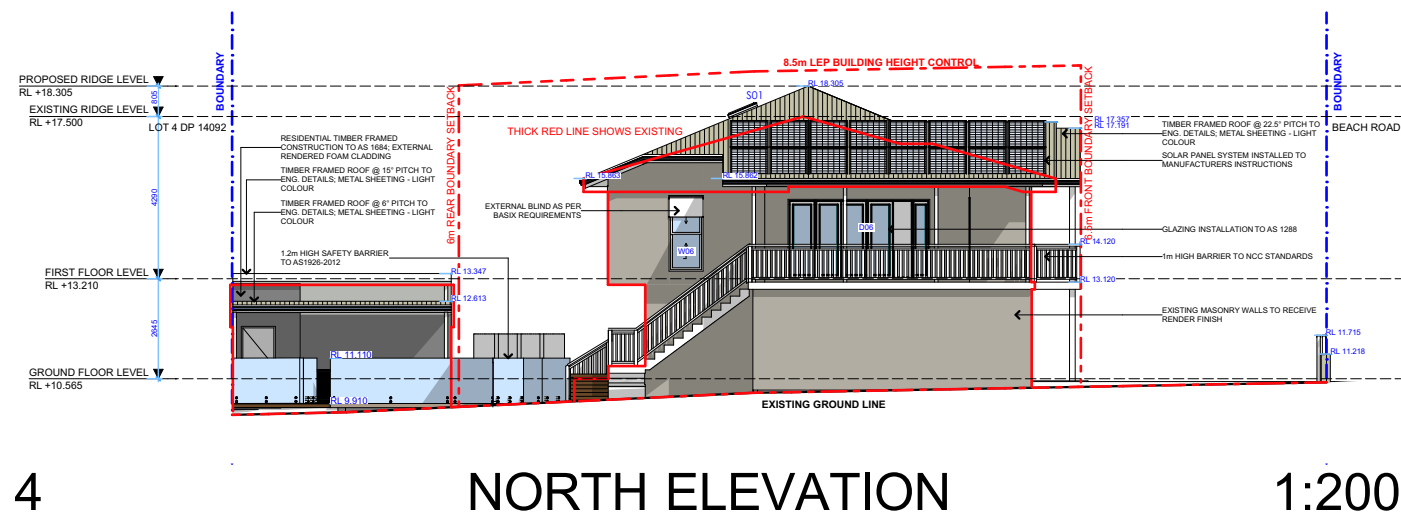 8.5m LEP BUILDING HEIGHT CONTROL
BOUNDARY
BOUNDARY
PROPOSED RIDGE LEVEL
RL +18.305
805
RL 18.305
EXISTING RIDGE LEVEL
RL +17.500
S01
LOT 4 DP 14092
6m REAR BOUNDARY SETBACK
6.5m FRONT BOUNDARY SETBACK
THICK RED LINE SHOWS EXISTING
RL 17.357
RL 17.191
BEACH ROAD
RESIDENTIAL TIMBER FRAMED
CONSTRUCTION TO AS 1684; EXTERNAL
RENDERED FOAM CLADDING
TIMBER FRAMED ROOF @ 15° PITCH TO
ENG. DETAILS; METAL SHEETING - LIGHT
COLOUR
TIMBER FRAMED ROOF @ 6° PITCH TO
ENG. DETAILS; METAL SHEETING - LIGHT
COLOUR
TIMBER FRAMED ROOF @ 22.5° PITCH TO
ENG. DETAILS; METAL SHEETING - LIGHT
COLOUR
SOLAR PANEL SYSTEM INSTALLED TO
MANUFACTURERS INSTRUCTIONS
RL 15.863
RL 15.862
4290
EXTERNAL BLIND AS PER
BASIX REQUIREMENTS
D06
GLAZING INSTALLATION TO AS 1288
W06
RL 14.120
1.2m HIGH SAFETY BARRIER
TO AS1926-2012
1m HIGH BARRIER TO NCC STANDARDS
FIRST FLOOR LEVEL
RL +13.210
RL 13.347
RL 13.120
RL 12.613
2645
EXISTING MASONRY WALLS TO RECEIVE
RENDER FINISH
RL 11.715
RL 11.218
RL 11.110
GROUND FLOOR LEVEL
RL +10.565
RL 9.910
EXISTING GROUND LINE
4
NORTH ELEVATION
1:200